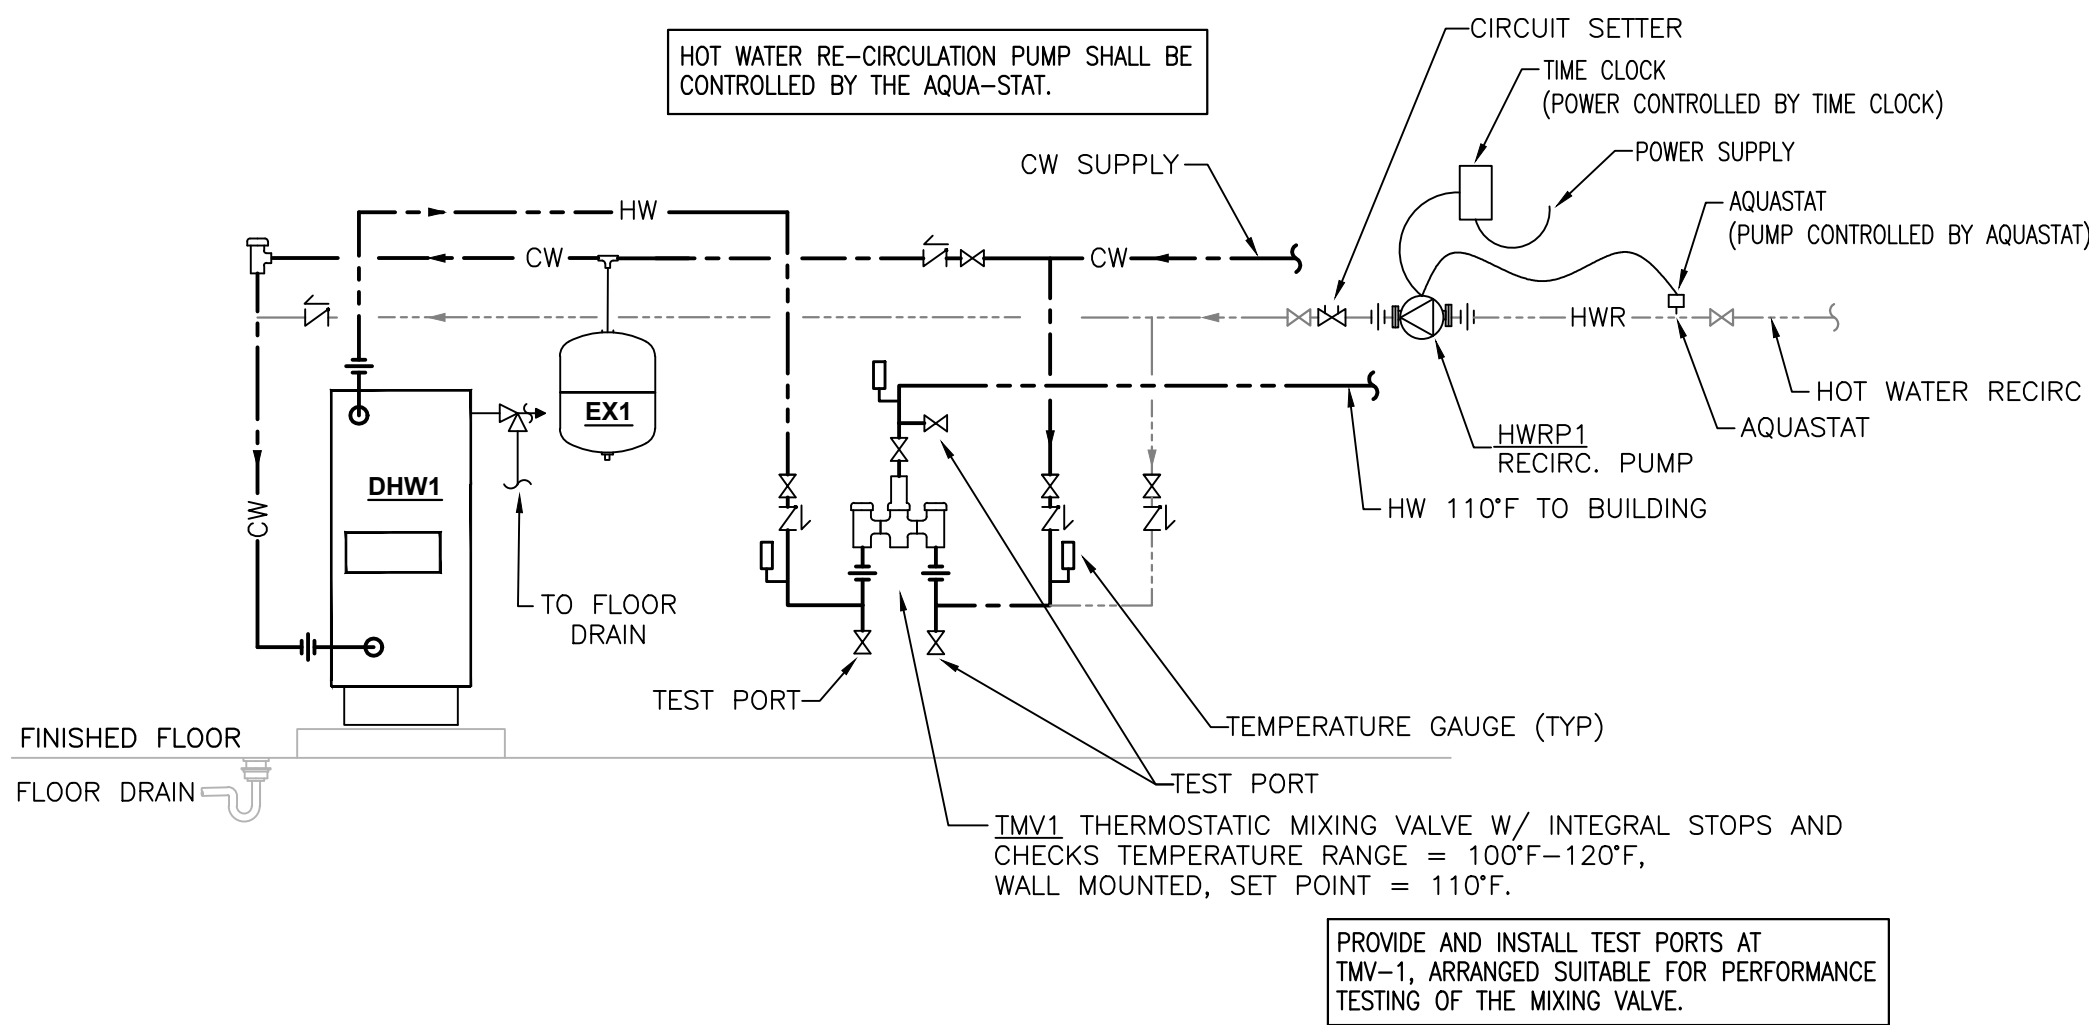 HOT WATER RE-CIRCULATION PUMP SHALL BE
CONTROLLED BY THE AQUA-STAT.
CIRCUIT SETTER
TIME CLOCK
(POWER CONTROLLED BY TIME CLOCK)
POWER SUPPLY
CW SUPPLY
AQUASTAT
(PUMP CONTROLLED BY AQUASTAT)
HW
CW
CW
HWR
HOT WATER RECIRC
AQUASTAT
EX1
HWRP1
RECIRC. PUMP
DHW1
HW 110°F TO BUILDING
CW
TO FLOOR
DRAIN
TEST PORT
TEMPERATURE GAUGE (TYP)
FINISHED FLOOR
FLOOR DRAIN
TEST PORT
TMV1 THERMOSTATIC MIXING VALVE W/ INTEGRAL STOPS AND
CHECKS TEMPERATURE RANGE = 100°F-120°F,
WALL MOUNTED, SET POINT = 110°F.
PROVIDE AND INSTALL TEST PORTS AT
TMV-1, ARRANGED SUITABLE FOR PERFORMANCE
TESTING OF THE MIXING VALVE.